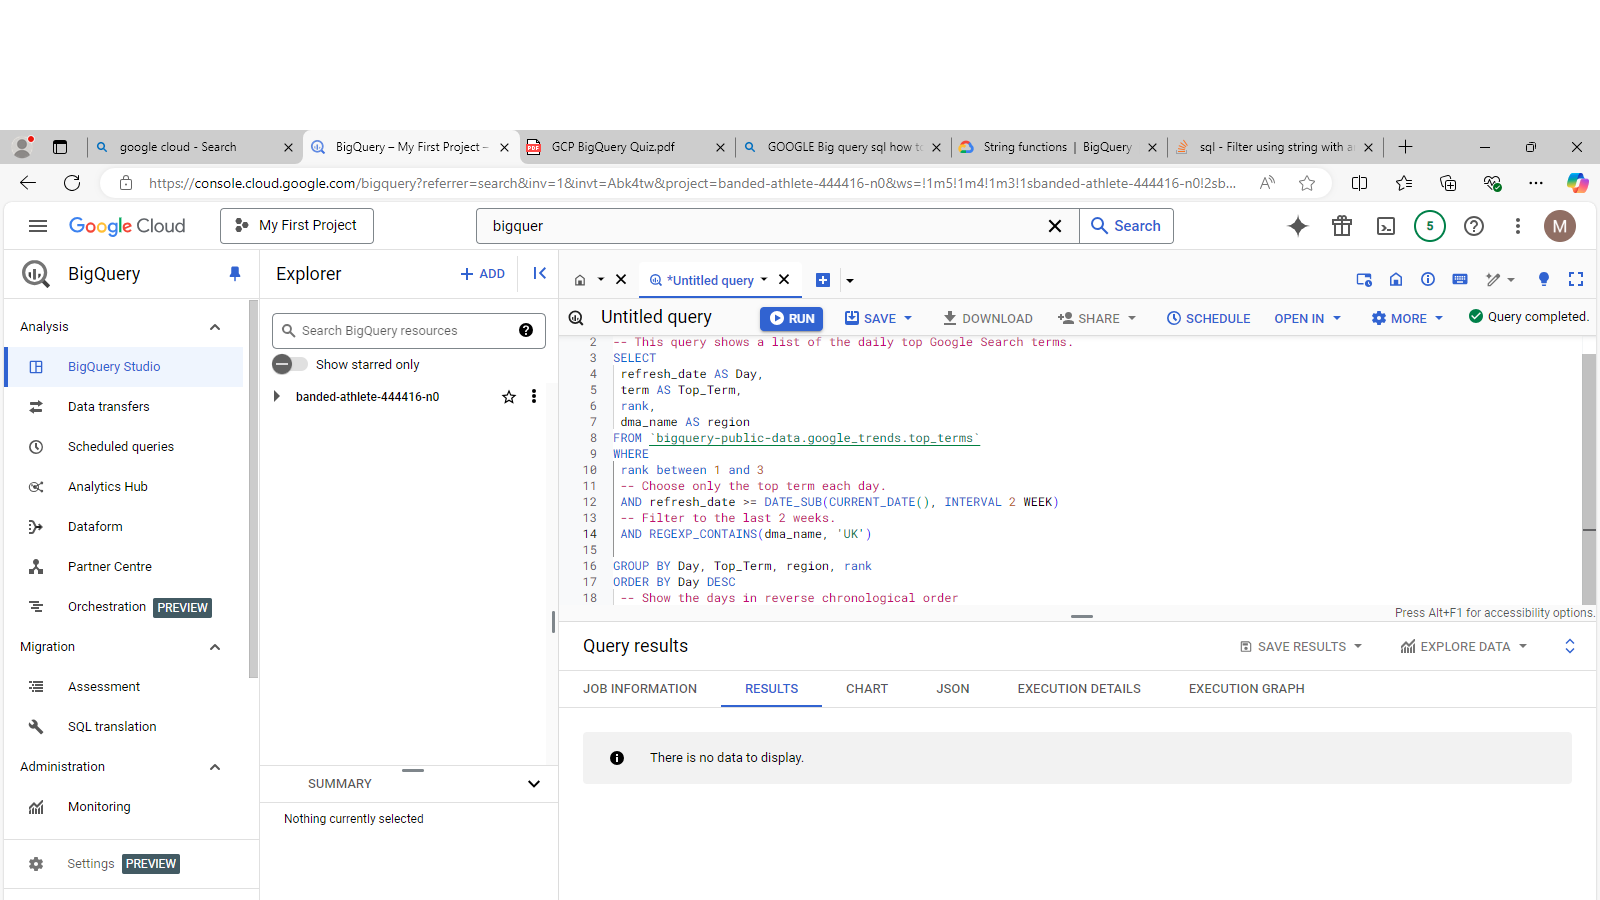 google cloud - Search
BigQuery – My First Project –
GCP BigQuery Quiz.pdf
GOOGLE Big query sql how to
String functions | BigQuery
sql - Filter using string with a
https://console.cloud.google.com/bigquery?referrer=search&inv=1&invt=Abk4tw&project=banded-athlete-444416-n0&ws=!1m5!1m4!1m3!1sbanded-athlete-444416-n0!2sb...
Google Cloud
My First Project
bigquer
Search
5
M
BigQuery
Analysis
BigQuery Studio
Data transfers
Scheduled queries
Analytics Hub
Dataform
Partner Centre
Orchestration PREVIEW
Migration
Assessment
SQL translation
Administration
Monitoring
Settings PREVIEW
Explorer
+ ADD
Search BigQuery resources
Show starred only
banded-athlete-444416-n0
SUMMARY
Nothing currently selected
*Untitled query
Untitled query
RUN
SAVE
DOWNLOAD
SHARE
SCHEDULE
OPEN IN
MORE
Query completed.
2 -- This query shows a list of the daily top Google Search terms.
3 SELECT
4 refresh_date AS Day,
5 term AS Top_Term,
6 rank,
7 dma_name AS region
8 FROM `bigquery-public-data.google_trends.top_terms`
9 WHERE
10 rank between 1 and 3
11 -- Choose only the top term each day.
12 AND refresh_date >= DATE_SUB(CURRENT_DATE(), INTERVAL 2 WEEK)
13 -- Filter to the last 2 weeks.
14 AND REGEXP_CONTAINS(dma_name, 'UK')
15
16 GROUP BY Day, Top_Term, region, rank
17 ORDER BY Day DESC
18 -- Show the days in reverse chronological order
Press Alt+F1 for accessibility options.
Query results
SAVE RESULTS
EXPLORE DATA
JOB INFORMATION
RESULTS
CHART
JSON
EXECUTION DETAILS
EXECUTION GRAPH
There is no data to display.